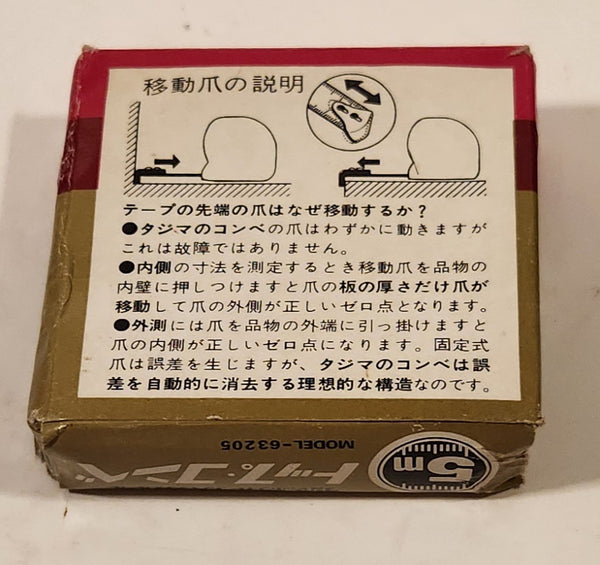 移動爪の説明
テープの先端の爪はなぜ移動するか?
●タジマのコンベの爪はわずかに動きますが
これは故障ではありません。
●内側の寸法を測定するとき移動爪を品物の
内壁に押しつけますと爪の板の厚さだけ爪が
移動して爪の外側が正しいゼロ点となります。
●外測には爪を品物の外端に引っ掛けますと
爪の内側が正しいゼロ点になります。固定式
爪は誤差を生じますが、タジマのコンベは誤
差を自動的に消去する理想的な構造なのです。
MODEL-63205
トップ・コンベ
5m